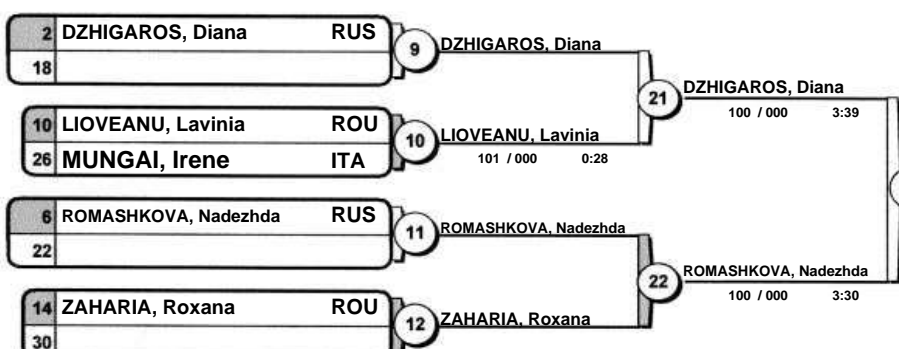 2 DZHIGAROS, Diana RUS
18
9
DZHIGAROS, Diana
10 LIOVEANU, Lavinia ROU
26 MUNGAI, Irene ITA
10
LIOVEANU, Lavinia
101 / 000 0:28
21
DZHIGAROS, Diana
100 / 000 3:39
6 ROMASHKOVA, Nadezhda RUS
22
11
ROMASHKOVA, Nadezhda
14 ZAHARIA, Roxana ROU
30
12
ZAHARIA, Roxana
22
ROMASHKOVA, Nadezhda
100 / 000 3:30